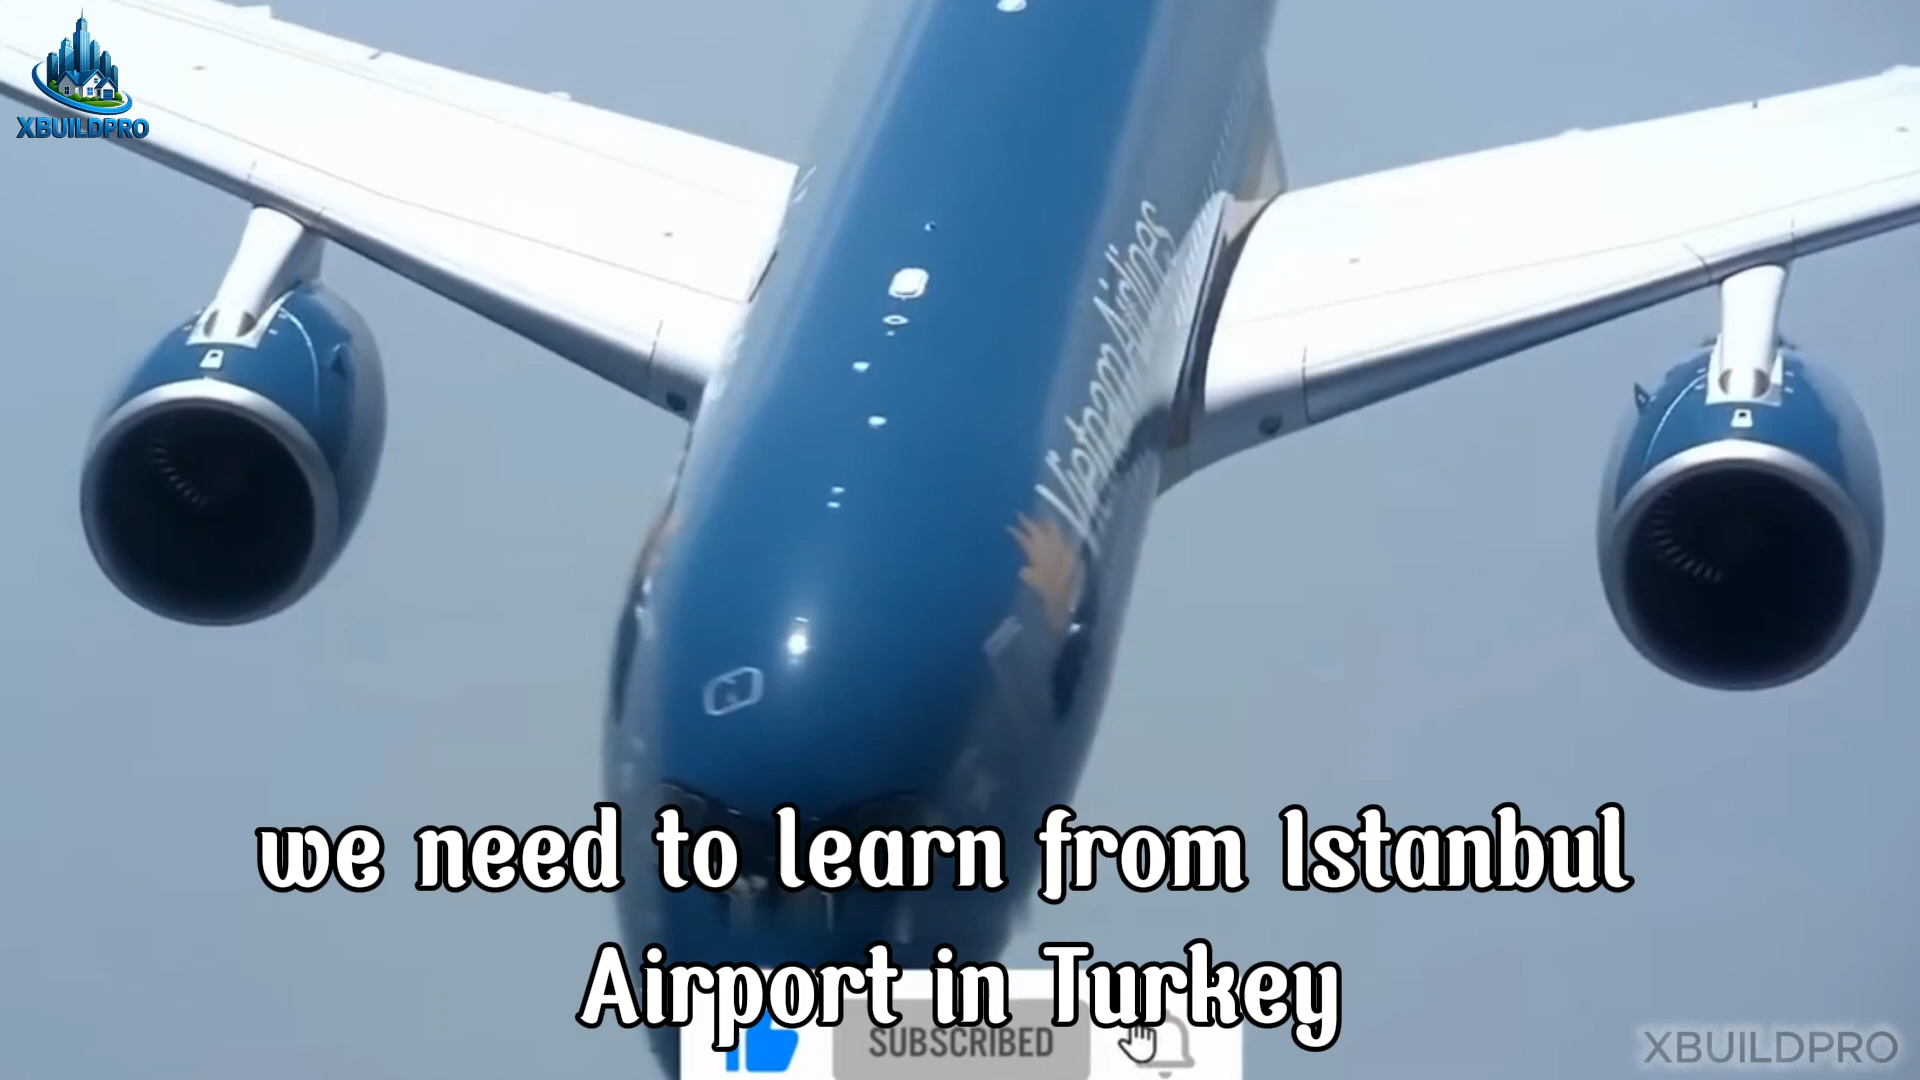 XBUILDPRO
Vietnam Airlines
we need to learn from Istanbul
Airport in Turkey
SUBSCRIBED
XBUILDPRO